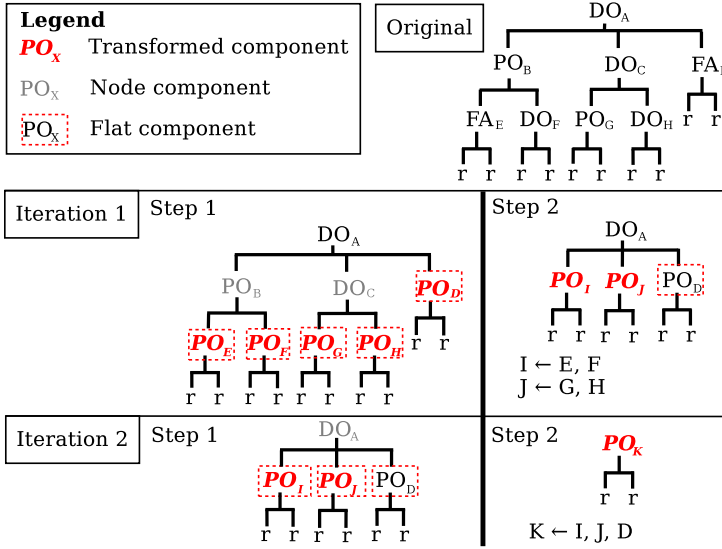 Legend
PO_X Transformed component
PO_X Node component
PO_X Flat component
Original
DO_A
PO_B DO_C FA
FA_E DO_F PO_G DO_H r r
r r r r r r r r
Iteration 1
Step 1
DO_A
PO_B DO_C PO_D
PO_E PO_F PO_G PO_H r r
r r r r r r r r
Step 2
DO_A
PO_I PO_J PO_D
r r r r r r
I ← E, F
J ← G, H
Iteration 2
Step 1
DO_A
PO_I PO_J PO_D
r r r r r r
Step 2
PO_K
r r
K ← I, J, D